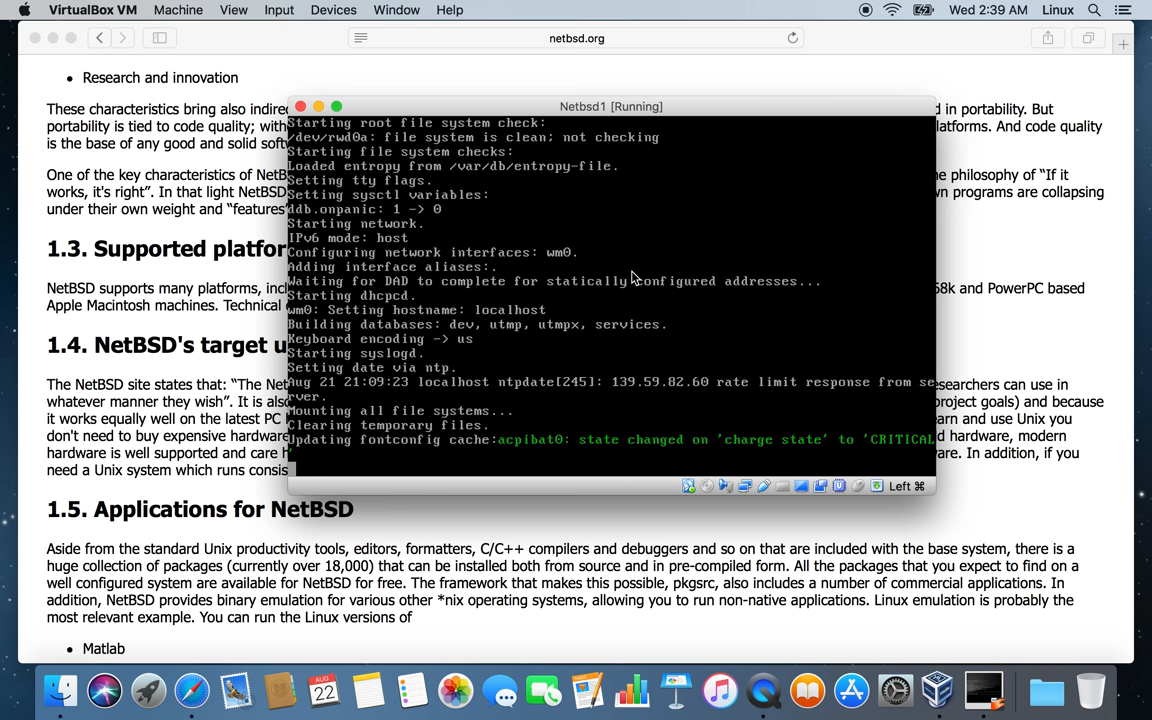 VirtualBox VM Machine View Input Devices Window Help Wed 2:39 AM Linux
netbsd.org
• Research and innovation
These characteristics bring also indire
d in portability. But
portability is tied to code quality; with
latforms. And code quality
is the base of any good and solid soft
One of the key characteristics of NetB
e philosophy of “If it
works, it's right”. In that light NetBSD
n programs are collapsing
under their own weight and “features
1.3. Supported platfor
NetBSD supports many platforms, inc
58k and PowerPC based
Apple Macintosh machines. Technical
1.4. NetBSD's target u
The NetBSD site states that: “The Net
searchers can use in
whatever manner they wish”. It is als
project goals) and because
it works equally well on the latest PC
arn and use Unix you
don't need to buy expensive hardware
d hardware, modern
hardware is well supported and care h
are. In addition, if you
need a Unix system which runs consis
Netbsd1 [Running]
Starting root file system check:
/dev/rwd0a: file system is clean; not checking
Starting file system checks:
Loaded entropy from /var/db/entropy-file.
Setting tty flags.
Setting sysctl variables:
ddb.onpanic: 1 -> 0
Starting network.
IPv6 mode: host
Configuring network interfaces: wm0.
Adding interface aliases:.
Waiting for DAD to complete for statically configured addresses...
Starting dhcpcd.
wm0: Setting hostname: localhost
Building databases: dev, utmp, utmpx, services.
Keyboard encoding -> us
Starting syslogd.
Setting date via ntp.
Aug 21 21:09:23 localhost ntpdate[245]: 139.59.82.60 rate limit response from se
rver.
Mounting all file systems...
Clearing temporary files.
Updating fontconfig cache:acpibat0: state changed on 'charge state' to 'CRITICAL
'
Left ⌘
1.5. Applications for NetBSD
Aside from the standard Unix productivity tools, editors, formatters, C/C++ compilers and debuggers and so on that are included with the base system, there is a
huge collection of packages (currently over 18,000) that can be installed both from source and in pre-compiled form. All the packages that you expect to find on a
well configured system are available for NetBSD for free. The framework that makes this possible, pkgsrc, also includes a number of commercial applications. In
addition, NetBSD provides binary emulation for various other *nix operating systems, allowing you to run non-native applications. Linux emulation is probably the
most relevant example. You can run the Linux versions of
• Matlab
AUG
22